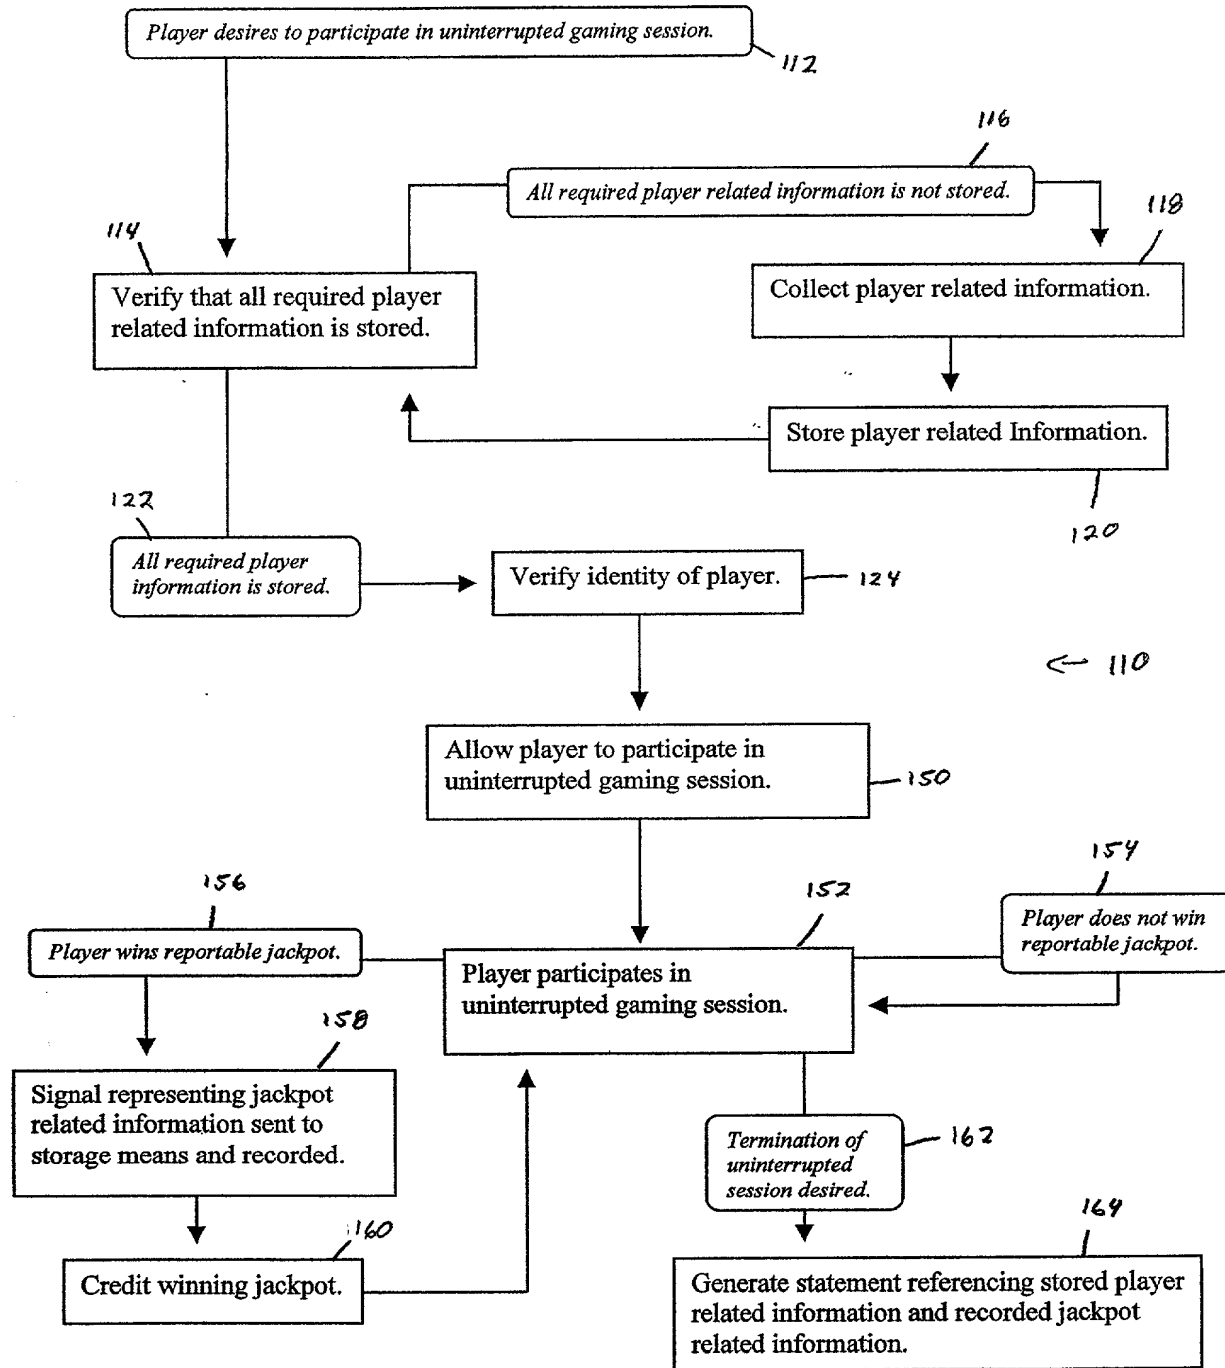 Player desires to participate in uninterrupted gaming session.
112
116
All required player related information is not stored.
114
118
Verify that all required player
related information is stored.
Collect player related information.
Store player related Information.
122
120
All required player
information is stored.
Verify identity of player.
124
110
Allow player to participate in
uninterrupted gaming session.
150
156
152
154
Player wins reportable jackpot.
Player participates in
uninterrupted gaming session.
Player does not win
reportable jackpot.
158
Signal representing jackpot
related information sent to
storage means and recorded.
Termination of
uninterrupted
session desired.
162
160
164
Credit winning jackpot.
Generate statement referencing stored player
related information and recorded jackpot
related information.